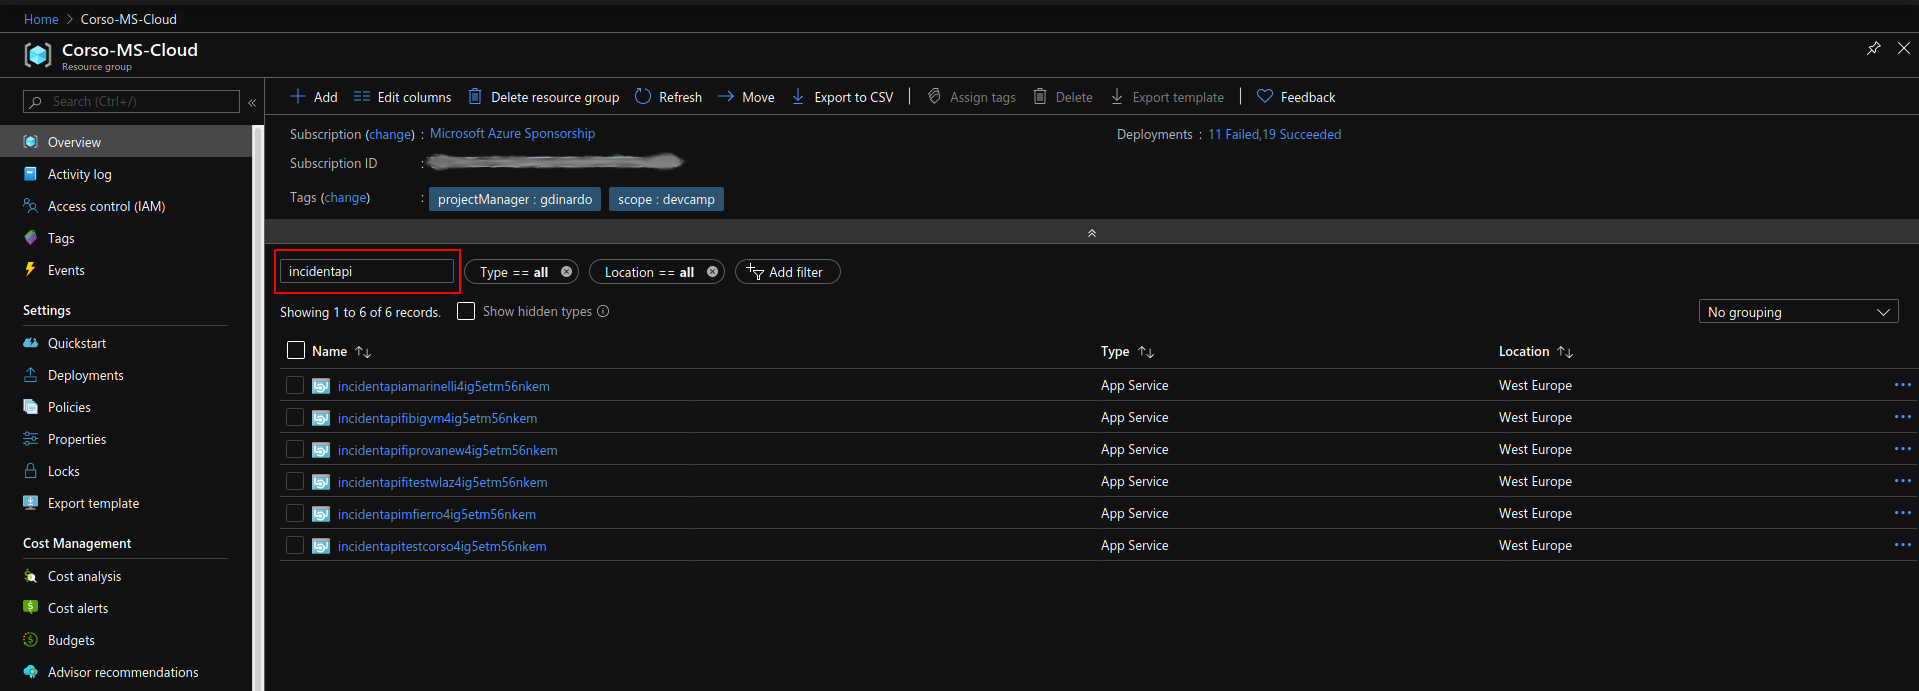 Home > Corso-MS-Cloud
Corso-MS-Cloud
Resource group
Search (Ctrl+/)
«
Overview
Activity log
Access control (IAM)
Tags
Events
Settings
Quickstart
Deployments
Policies
Properties
Locks
Export template
Cost Management
Cost analysis
Cost alerts
Budgets
Advisor recommendations
Add Edit columns Delete resource group Refresh Move Export to CSV | Assign tags Delete Export template | Feedback
Subscription (change) : Microsoft Azure Sponsorship
Deployments : 11 Failed,19 Succeeded
Subscription ID :
Tags (change) : projectManager : gdinardo scope : devcamp
incidentapi Type == all Location == all Add filter
Showing 1 to 6 of 6 records. Show hidden types
No grouping
Name Type Location
incidentapiamarinelli4ig5etm56nkem App Service West Europe
incidentapifibigvm4ig5etm56nkem App Service West Europe
incidentapifiprovanew4ig5etm56nkem App Service West Europe
incidentapifitestwlaz4ig5etm56nkem App Service West Europe
incidentapimfierro4ig5etm56nkem App Service West Europe
incidentapitestcorso4ig5etm56nkem App Service West Europe